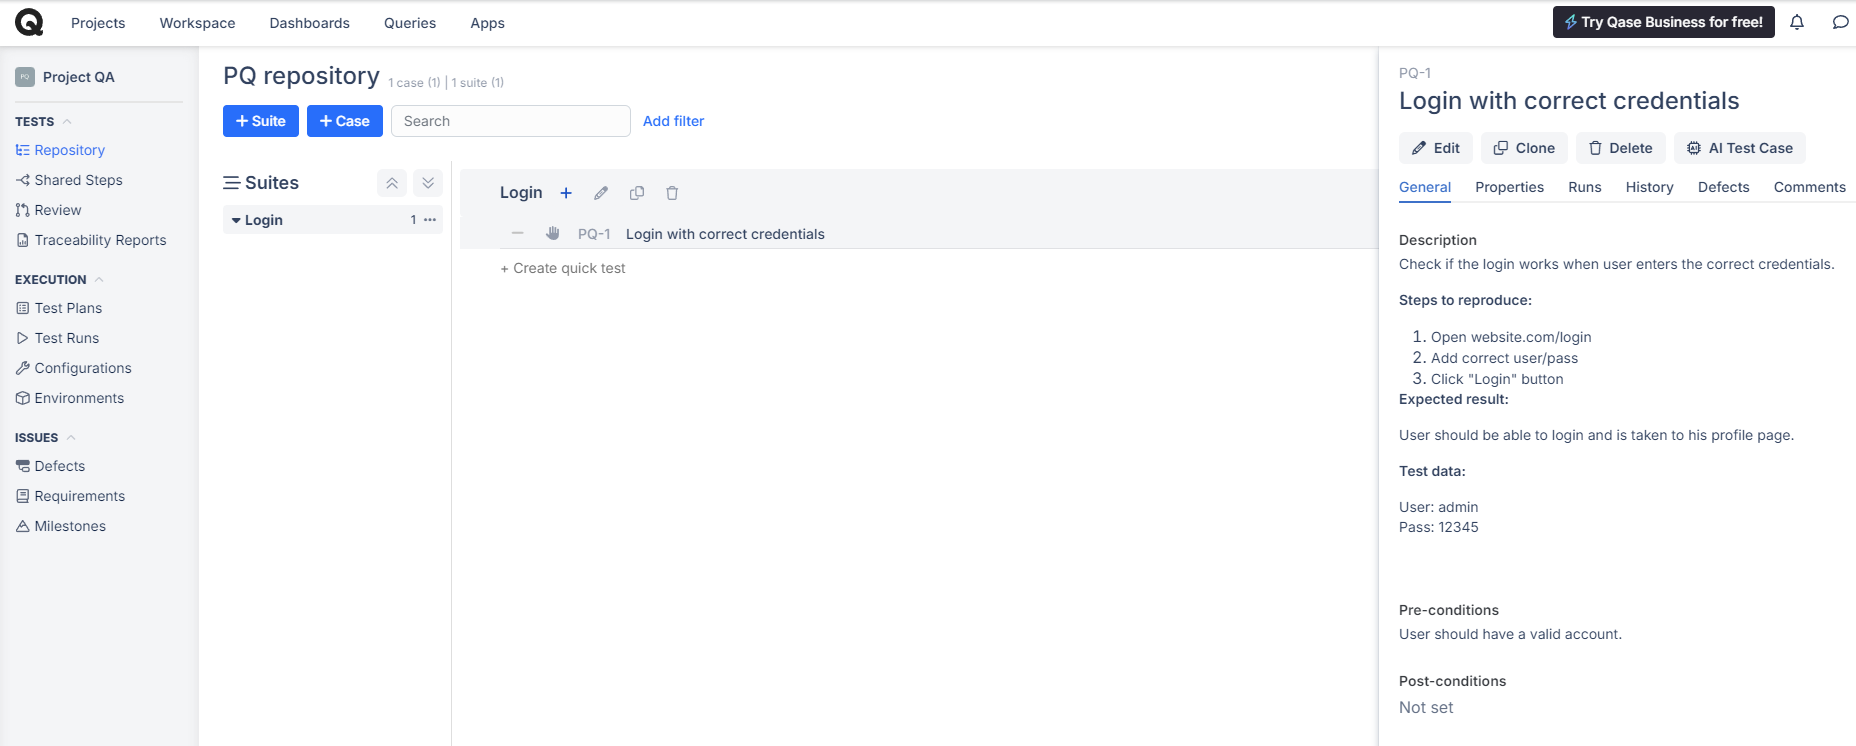 Projects Workspace Dashboards Queries Apps Try Qase Business for free!
PQ Project QA
TESTS
Repository
Shared Steps
Review
Traceability Reports
EXECUTION
Test Plans
Test Runs
Configurations
Environments
ISSUES
Defects
Requirements
Milestones
PQ repository 1 case (1) | 1 suite (1)
+ Suite + Case Search Add filter
Suites
Login 1 ...
Login +
PQ-1 Login with correct credentials
+ Create quick test
PQ-1
Login with correct credentials
Edit Clone Delete AI Test Case
General Properties Runs History Defects Comments
Description
Check if the login works when user enters the correct credentials.
Steps to reproduce:
1. Open website.com/login
2. Add correct user/pass
3. Click "Login" button
Expected result:
User should be able to login and is taken to his profile page.
Test data:
User: admin
Pass: 12345
Pre-conditions
User should have a valid account.
Post-conditions
Not set